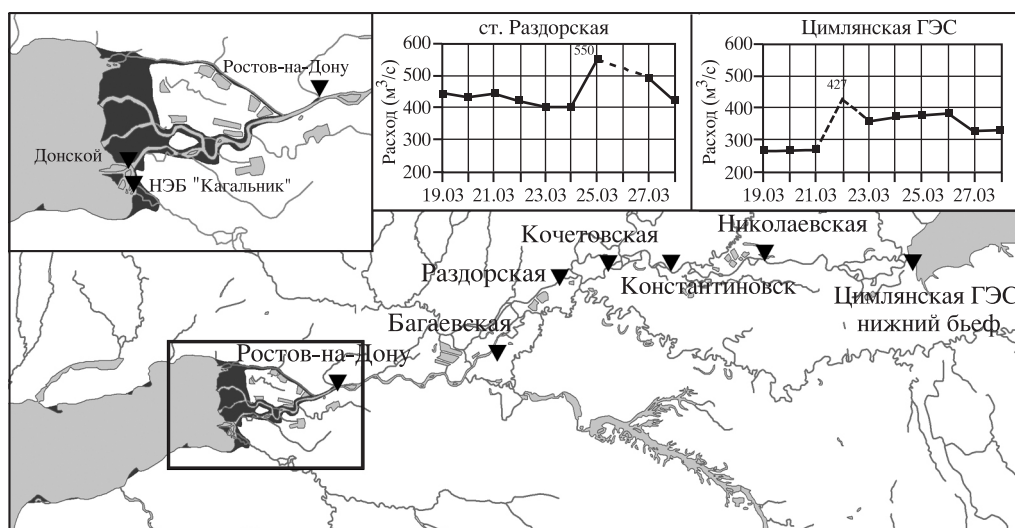 Ростов-на-Дону
Донской
НЭБ "Кагальник"
ст. Раздорская
Расход (м³/с)
600
500
400
300
200
550
19.03 21.03 23.03 25.03 27.03
Цимлянская ГЭС
Расход (м³/с)
600
500
400
300
200
427
19.03 21.03 23.03 25.03 27.03
Николаевская
Кочетовская
Раздорская
Константиновск
Цимлянская ГЭС
нижний бьеф
Багаевская
Ростов-на-Дону